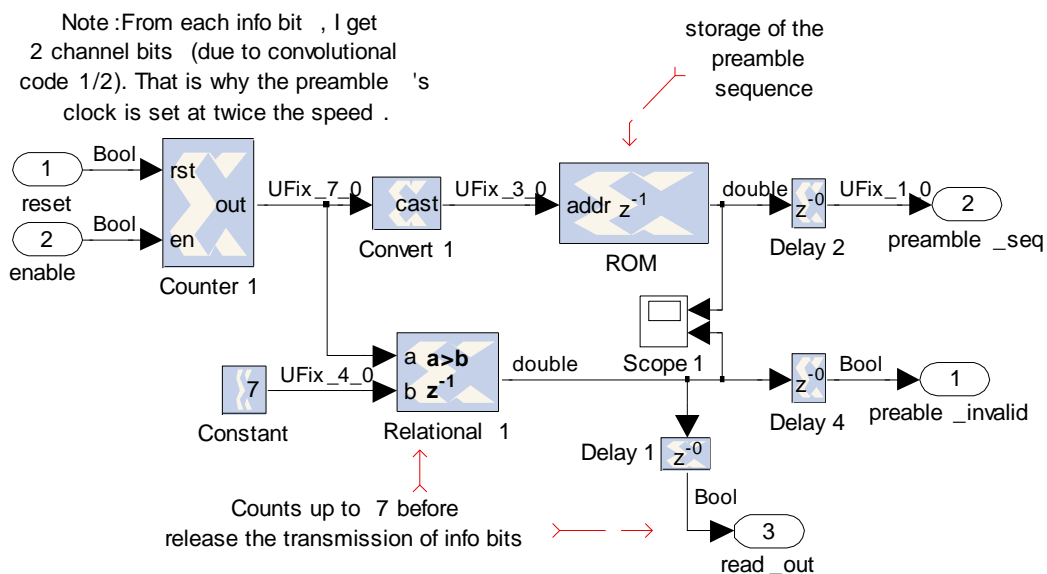 Note :From each info bit , I get
2 channel bits (due to convolutional
code 1/2). That is why the preamble 's
clock is set at twice the speed .
storage of the
preamble
sequence
1
reset
Bool
2
enable
Bool
rst
en
out
Counter 1
UFix_7_0
cast
Convert 1
UFix_3_0
addr z-1
ROM
double
z-0
Delay 2
UFix_1_0
2
preamble _seq
Scope 1
7
Constant
UFix _4_0
a a>b
b z-1
Relational 1
double
z-0
Delay 4
Bool
1
preable _invalid
Delay 1
z-0
Bool
3
read _out
Counts up to 7 before
release the transmission of info bits